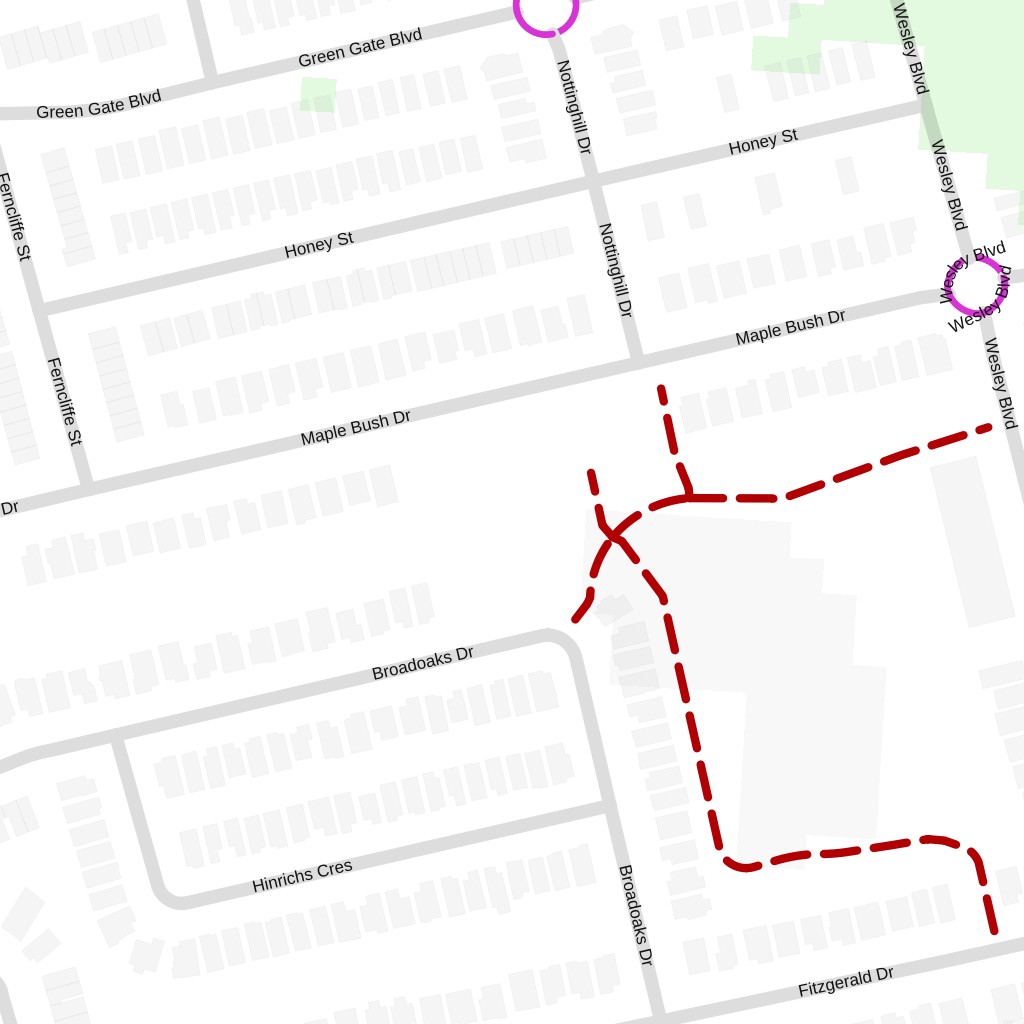 Wesley Blvd
Green Gate Blvd
Green Gate Blvd
Nottinghill Dr
Honey St
Wesley Blvd
Ferncliffe St
Honey St
Nottinghill Dr
Wesley Blvd
Wesley Blvd
Wesley Blvd
Maple Bush Dr
Wesley Blvd
Ferncliffe St
Maple Bush Dr
Dr
Broadoaks Dr
Hinrichs Cres
Broadoaks Dr
Fitzgerald Dr